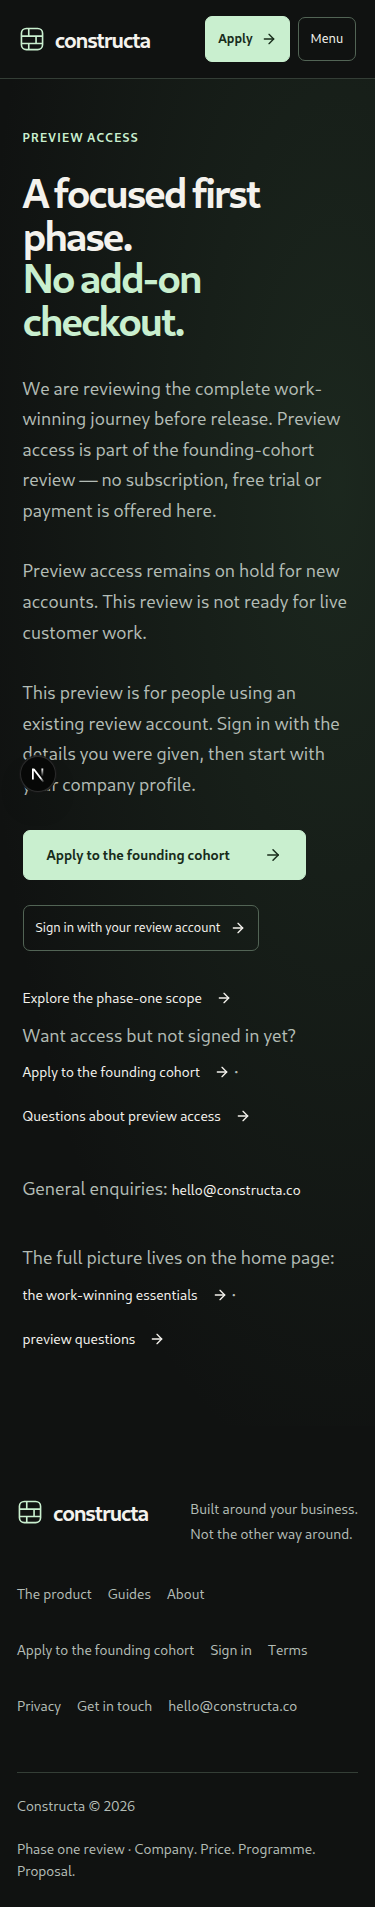 constructa
Apply
Menu
PREVIEW ACCESS
A focused first
phase.
No add-on
checkout.
We are reviewing the complete work-
winning journey before release. Preview
access is part of the founding-cohort
review — no subscription, free trial or
payment is offered here.
Preview access remains on hold for new
accounts. This review is not ready for live
customer work.
This preview is for people using an
existing review account. Sign in with the
details you were given, then start with
company profile.
Apply to the founding cohort
Sign in with your review account
Explore the phase-one scope
Want access but not signed in yet?
Apply to the founding cohort ·
Questions about preview access
General enquiries: hello@constructa.co
The full picture lives on the home page:
the work-winning essentials ·
preview questions
constructa
Built around your business.
Not the other way around.
The product Guides About
Apply to the founding cohort Sign in Terms
Privacy Get in touch hello@constructa.co
Constructa © 2026
Phase one review · Company. Price. Programme.
Proposal.